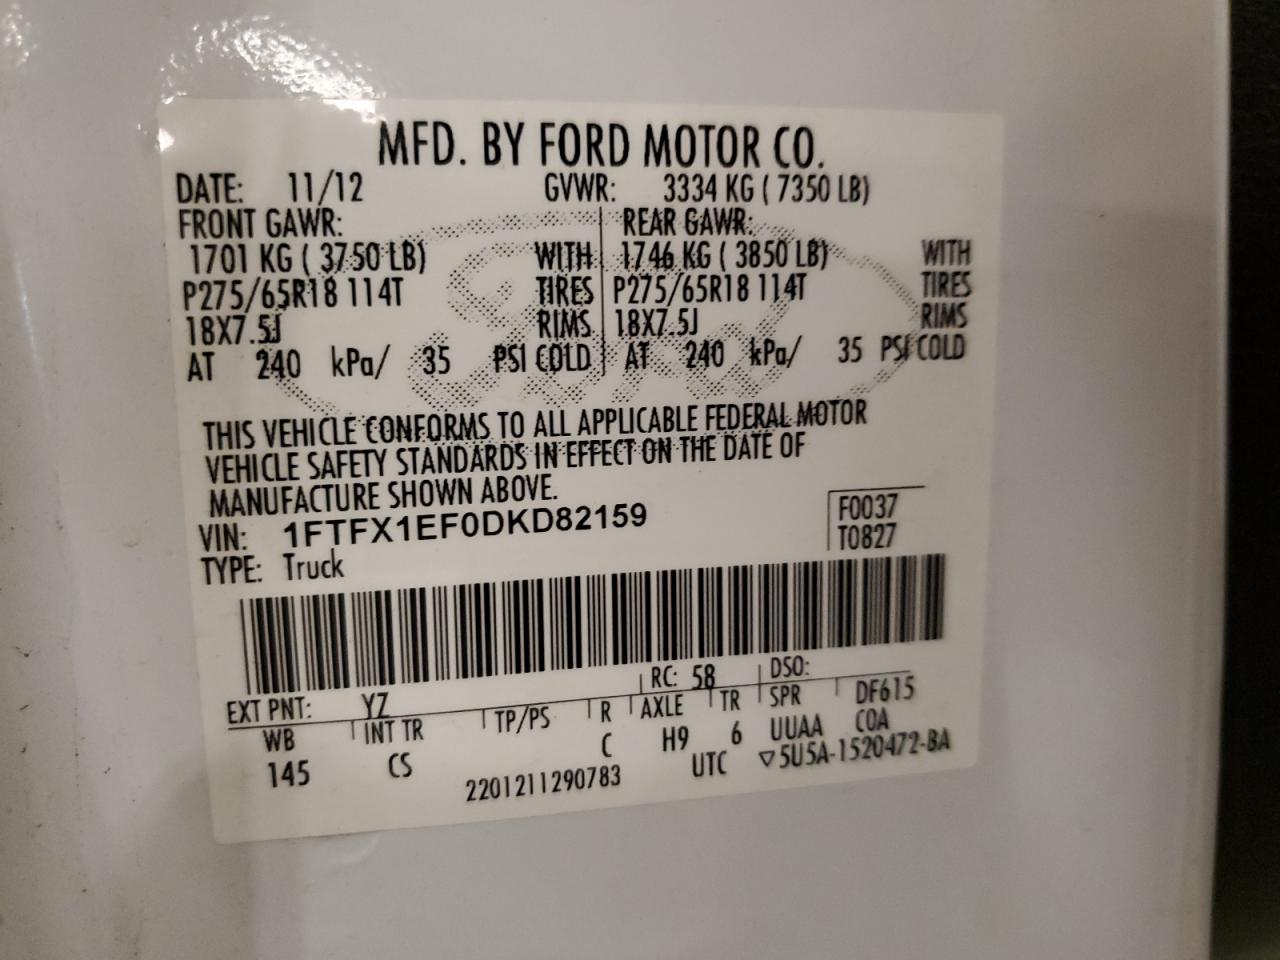 MFD. BY FORD MOTOR CO.
DATE: 11/12 GVWR: 3334 KG ( 7350 LB)
FRONT GAWR: REAR GAWR:
1701 KG ( 3750 LB) WITH 1746 KG ( 3850 LB) WITH
P275/65R18 114T TIRES P275/65R18 114T TIRES
18X7.5J RIMS 18X7.5J RIMS
AT 240 kPa/ 35 PSI COLD AT 240 kPa/ 35 PSI COLD
THIS VEHICLE CONFORMS TO ALL APPLICABLE FEDERAL MOTOR
VEHICLE SAFETY STANDARDS IN EFFECT ON THE DATE OF
MANUFACTURE SHOWN ABOVE.
VIN: 1FTFX1EF0DKD82159 F0037
TYPE: Truck T0827
EXT PNT: YZ RC: 58 DSO:
WB INT TR TP/PS R AXLE TR SPR DF615
145 CS C H9 6 UUAA COA
2201211290783 UTC ▽5U5A-1520472-BA